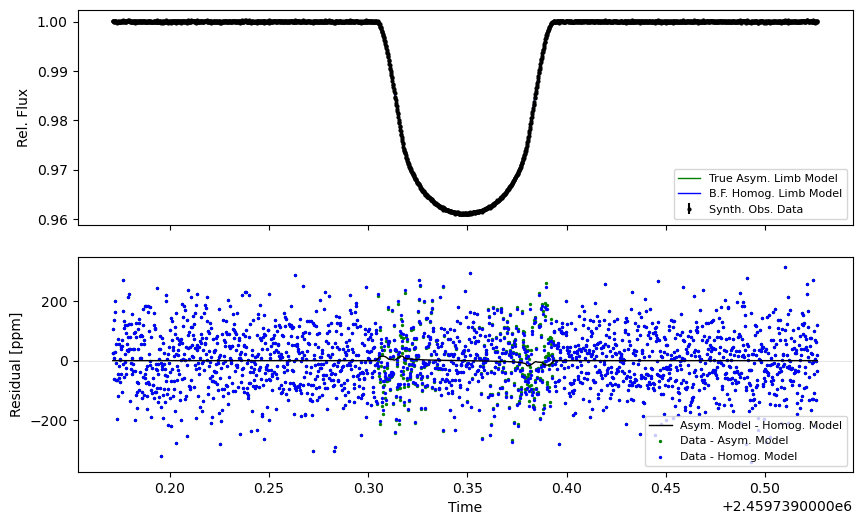 1.00
0.99
0.98
0.97
0.96
Rel. Flux
True Asym. Limb Model
B.F. Homog. Limb Model
Synth. Obs. Data
200
0
−200
Residual [ppm]
Asym. Model - Homog. Model
Data - Asym. Model
Data - Homog. Model
0.20 0.25 0.30 0.35 0.40 0.45 0.50
Time
+2.4597390000e6